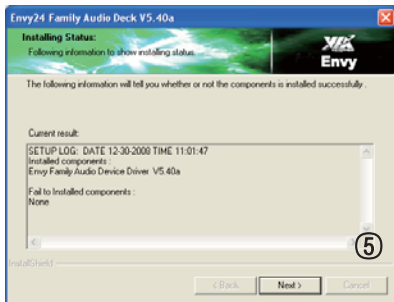 Envy24 Family Audio Deck V5.40a
Installing Status:
Following information to show installing status.
VIA
Envy
The following information will tell you whether or not the components is installed successfully .
Current result:
SETUP LOG: DATE 12-30-2008 TIME 11:01:47
Installed components :
Envy Family Audio Device Driver V5.40a
Fail to Installed components :
None
⑤
InstallShield
< Back
Next >
Cancel